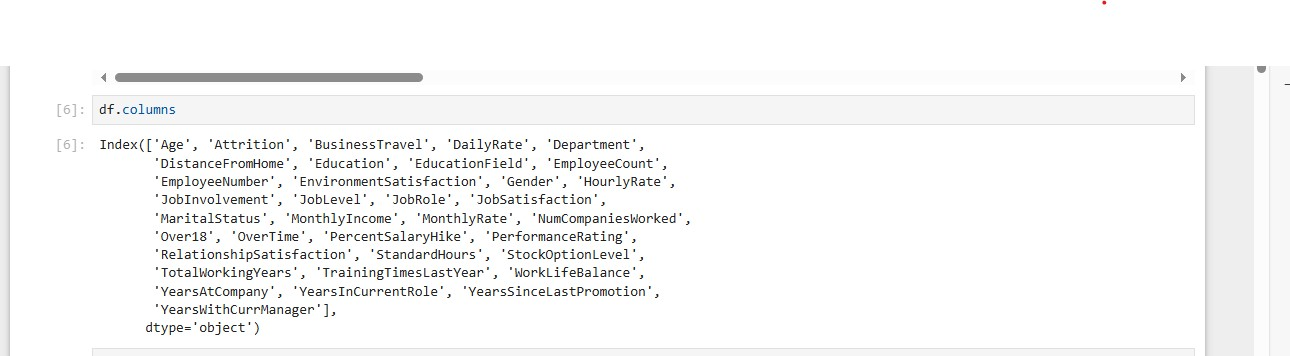 [6]: df.columns
[6]: Index(['Age', 'Attrition', 'BusinessTravel', 'DailyRate', 'Department',
'DistanceFromHome', 'Education', 'EducationField', 'EmployeeCount',
'EmployeeNumber', 'EnvironmentSatisfaction', 'Gender', 'HourlyRate',
'JobInvolvement', 'JobLevel', 'JobRole', 'JobSatisfaction',
'MaritalStatus', 'MonthlyIncome', 'MonthlyRate', 'NumCompaniesWorked',
'Over18', 'OverTime', 'PercentSalaryHike', 'PerformanceRating',
'RelationshipSatisfaction', 'StandardHours', 'StockOptionLevel',
'TotalWorkingYears', 'TrainingTimesLastYear', 'WorkLifeBalance',
'YearsAtCompany', 'YearsInCurrentRole', 'YearsSinceLastPromotion',
'YearsWithCurrManager'],
dtype='object')